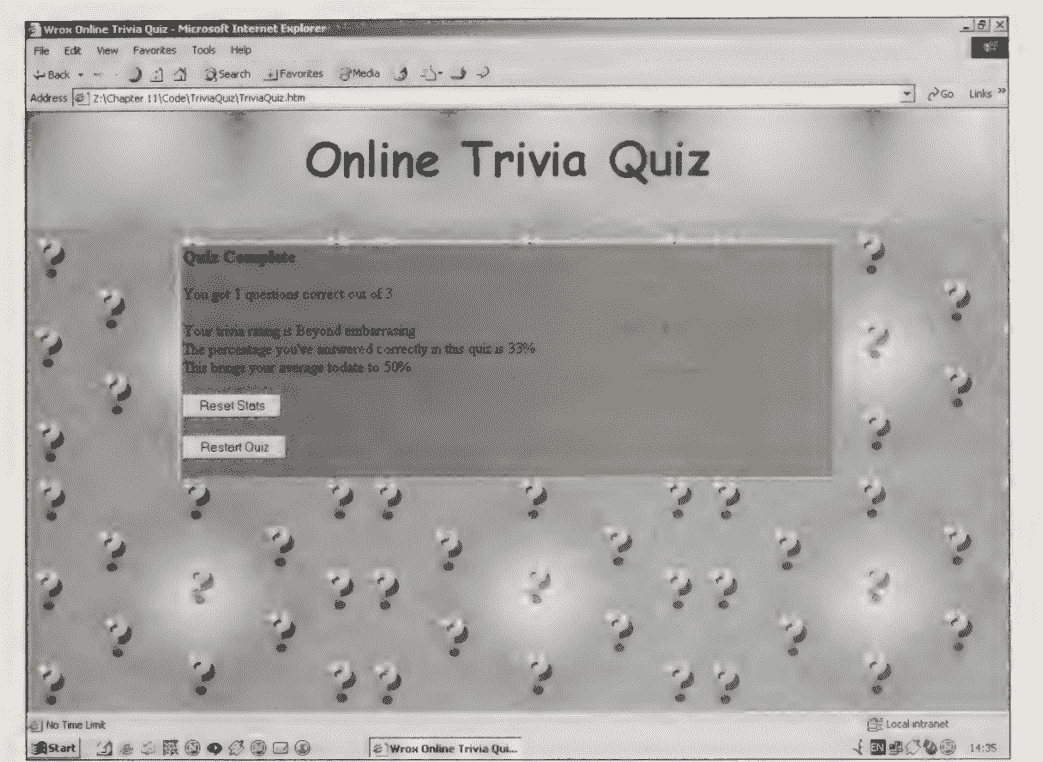 Wrox Online Trivia Quiz - Microsoft Internet Explorer
File Edit View Favorites Tools Help
Back Search Favorites Media
Address Z:\Chapter 11\Code\TriviaQuiz\TriviaQuiz.htm Go Links »
Online Trivia Quiz
Quiz Complete
You got 1 questions correct out of 3
Your trivia rating is Beyond embarrasing
The percentage you've answered correctly in this quiz is 33%
This brings your average todate to 50%
Reset Stats
Restart Quiz
No Time Limit Local intranet
Start Wrox Online Trivia Qui... EN 14:35